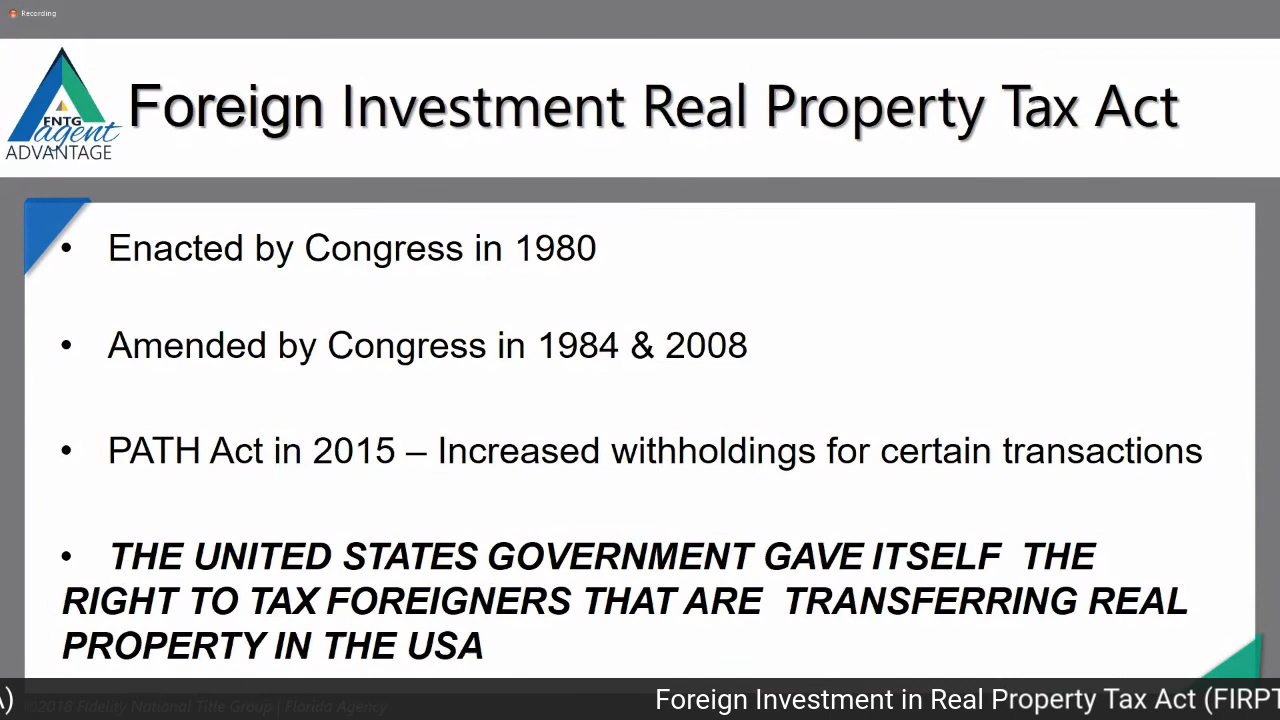 Recording
Foreign Investment Real Property Tax Act
FNTG
agent
ADVANTAGE
• Enacted by Congress in 1980
• Amended by Congress in 1984 & 2008
• PATH Act in 2015 – Increased withholdings for certain transactions
• THE UNITED STATES GOVERNMENT GAVE ITSELF THE
RIGHT TO TAX FOREIGNERS THAT ARE TRANSFERRING REAL
PROPERTY IN THE USA
A) Foreign Investment in Real Property Tax Act (FIRPT
©2018 Fidelity National Title Group | Florida Agency